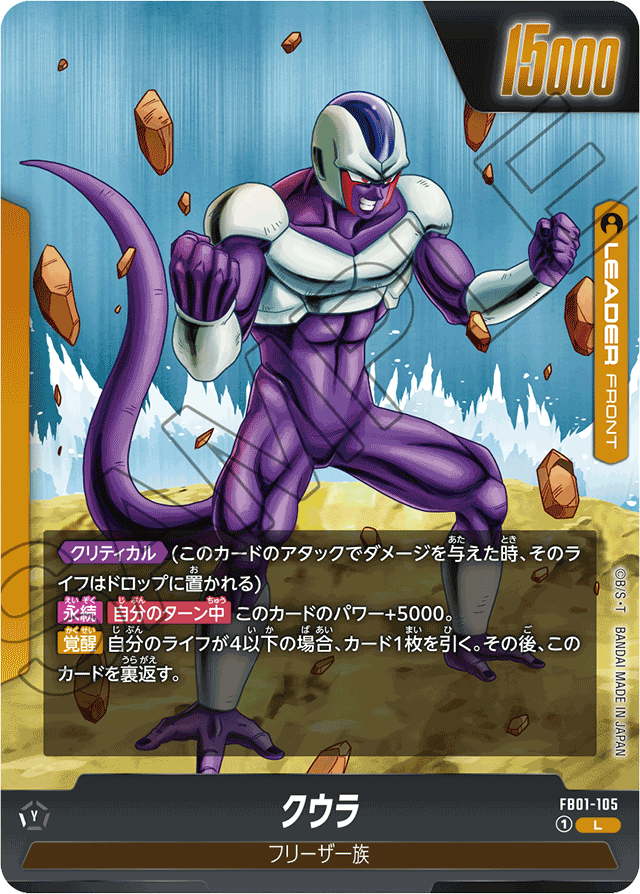 15000
LEADER FRONT
SAMPLE
クリティカル (このカードのアタックでダメージを与えた時、そのラ
イフはドロップに置かれる)
永続 自分のターン中 このカードのパワー+5000。
覚醒 自分のライフが4以下の場合、カード1枚を引く。その後、この
カードを裏返す。
©B/S・T BANDAI MADE IN JAPAN
Y
クウラ
フリーザー族
FB01-105
1 L